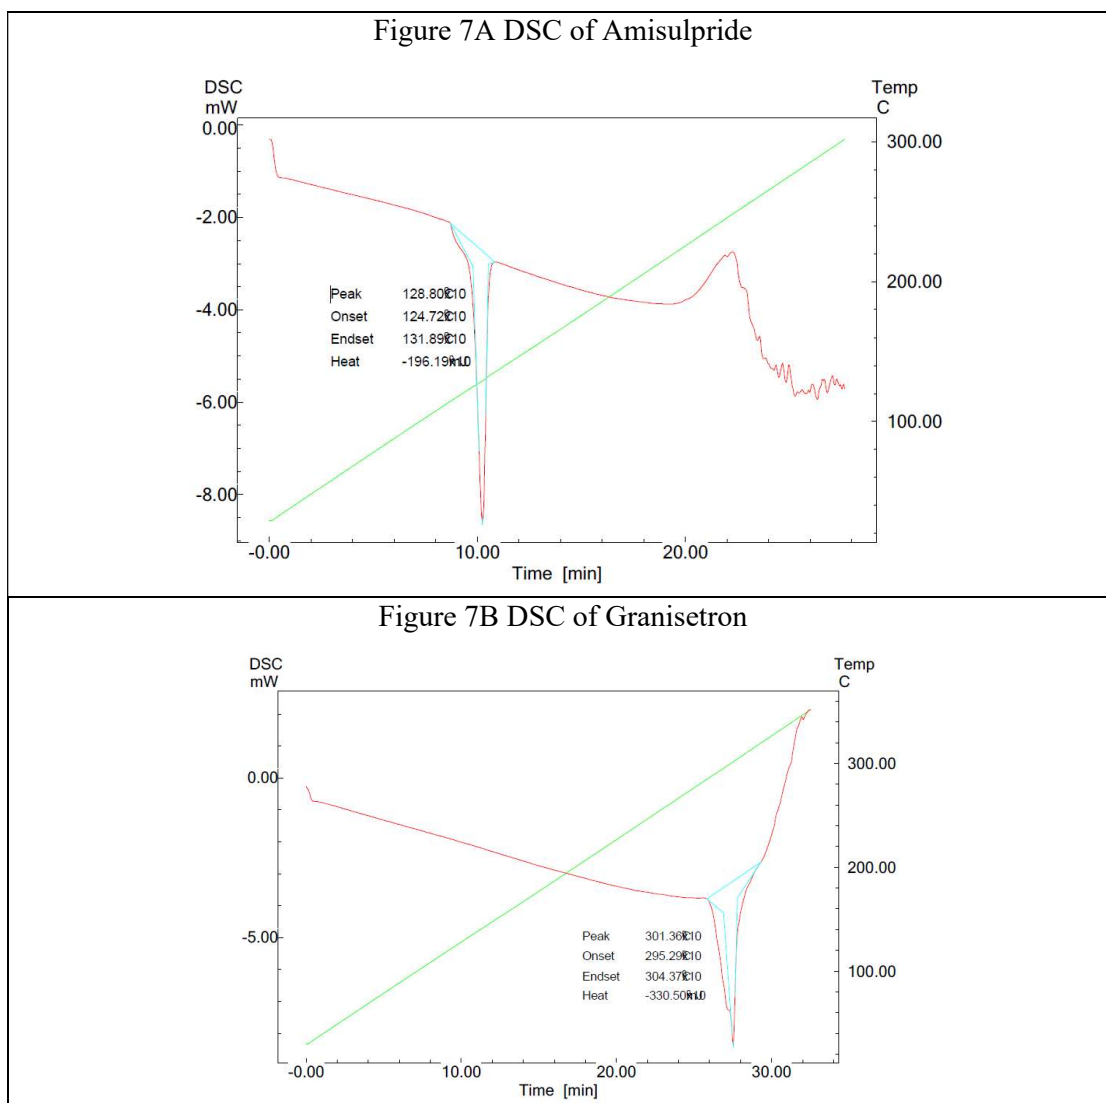 Figure 7A DSC of Amisulpride
DSC
mW
Temp
C
0.00
-2.00
-4.00
-6.00
-8.00
300.00
200.00
100.00
Peak 128.80
Onset 124.72
Endset 131.89
Heat -196.19
-0.00 10.00 20.00
Time [min]
Figure 7B DSC of Granisetron
DSC
mW
Temp
C
0.00
-5.00
300.00
200.00
100.00
Peak 301.36
Onset 295.29
Endset 304.37
Heat -330.50
-0.00 10.00 20.00 30.00
Time [min]